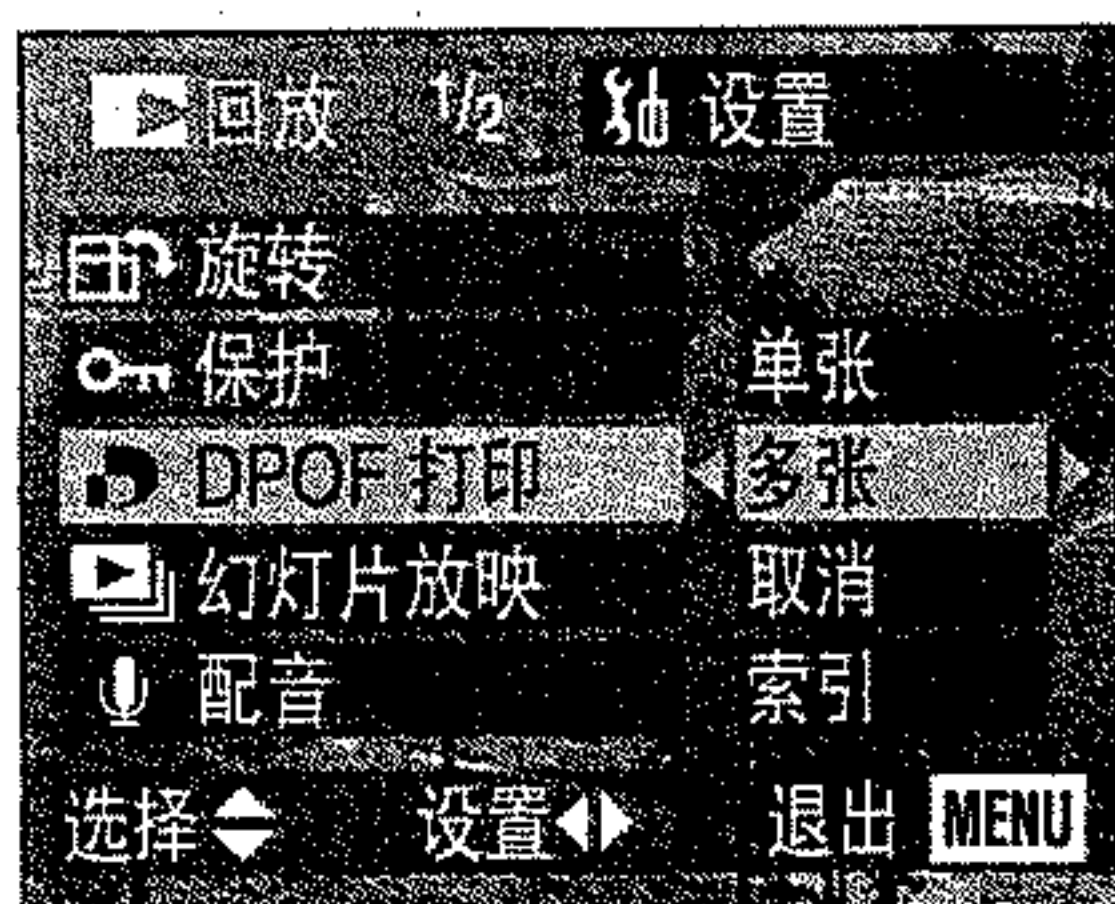 回放 1/2 设置
旋转
保护 单张
DPOF 打印 多张
幻灯片放映 取消
配音 索引
选择 设置 退出 MENU